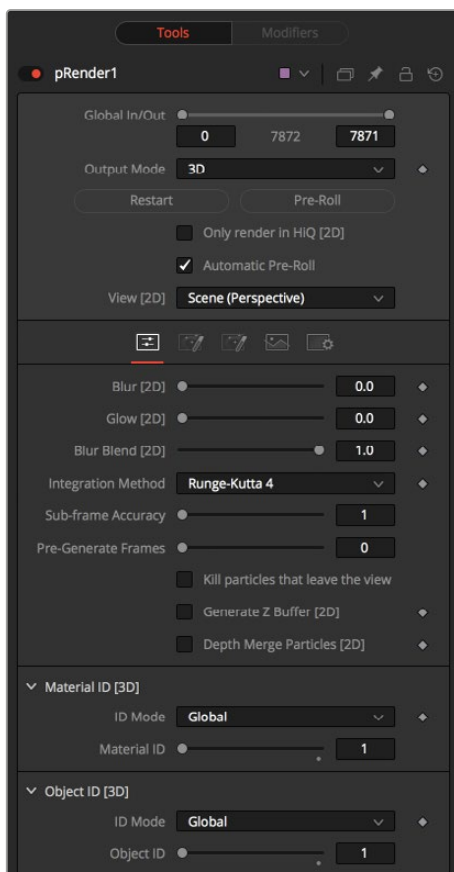 Tools Modifiers
pRender1
Global In/Out
0 7872 7871
Output Mode 3D
Restart Pre-Roll
Only render in HiQ [2D]
Automatic Pre-Roll
View [2D] Scene (Perspective)
Blur [2D] 0.0
Glow [2D] 0.0
Blur Blend [2D] 1.0
Integration Method Runge-Kutta 4
Sub-frame Accuracy 1
Pre-Generate Frames 0
Kill particles that leave the view
Generate Z Buffer [2D]
Depth Merge Particles [2D]
Material ID [3D]
ID Mode Global
Material ID 1
Object ID [3D]
ID Mode Global
Object ID 1